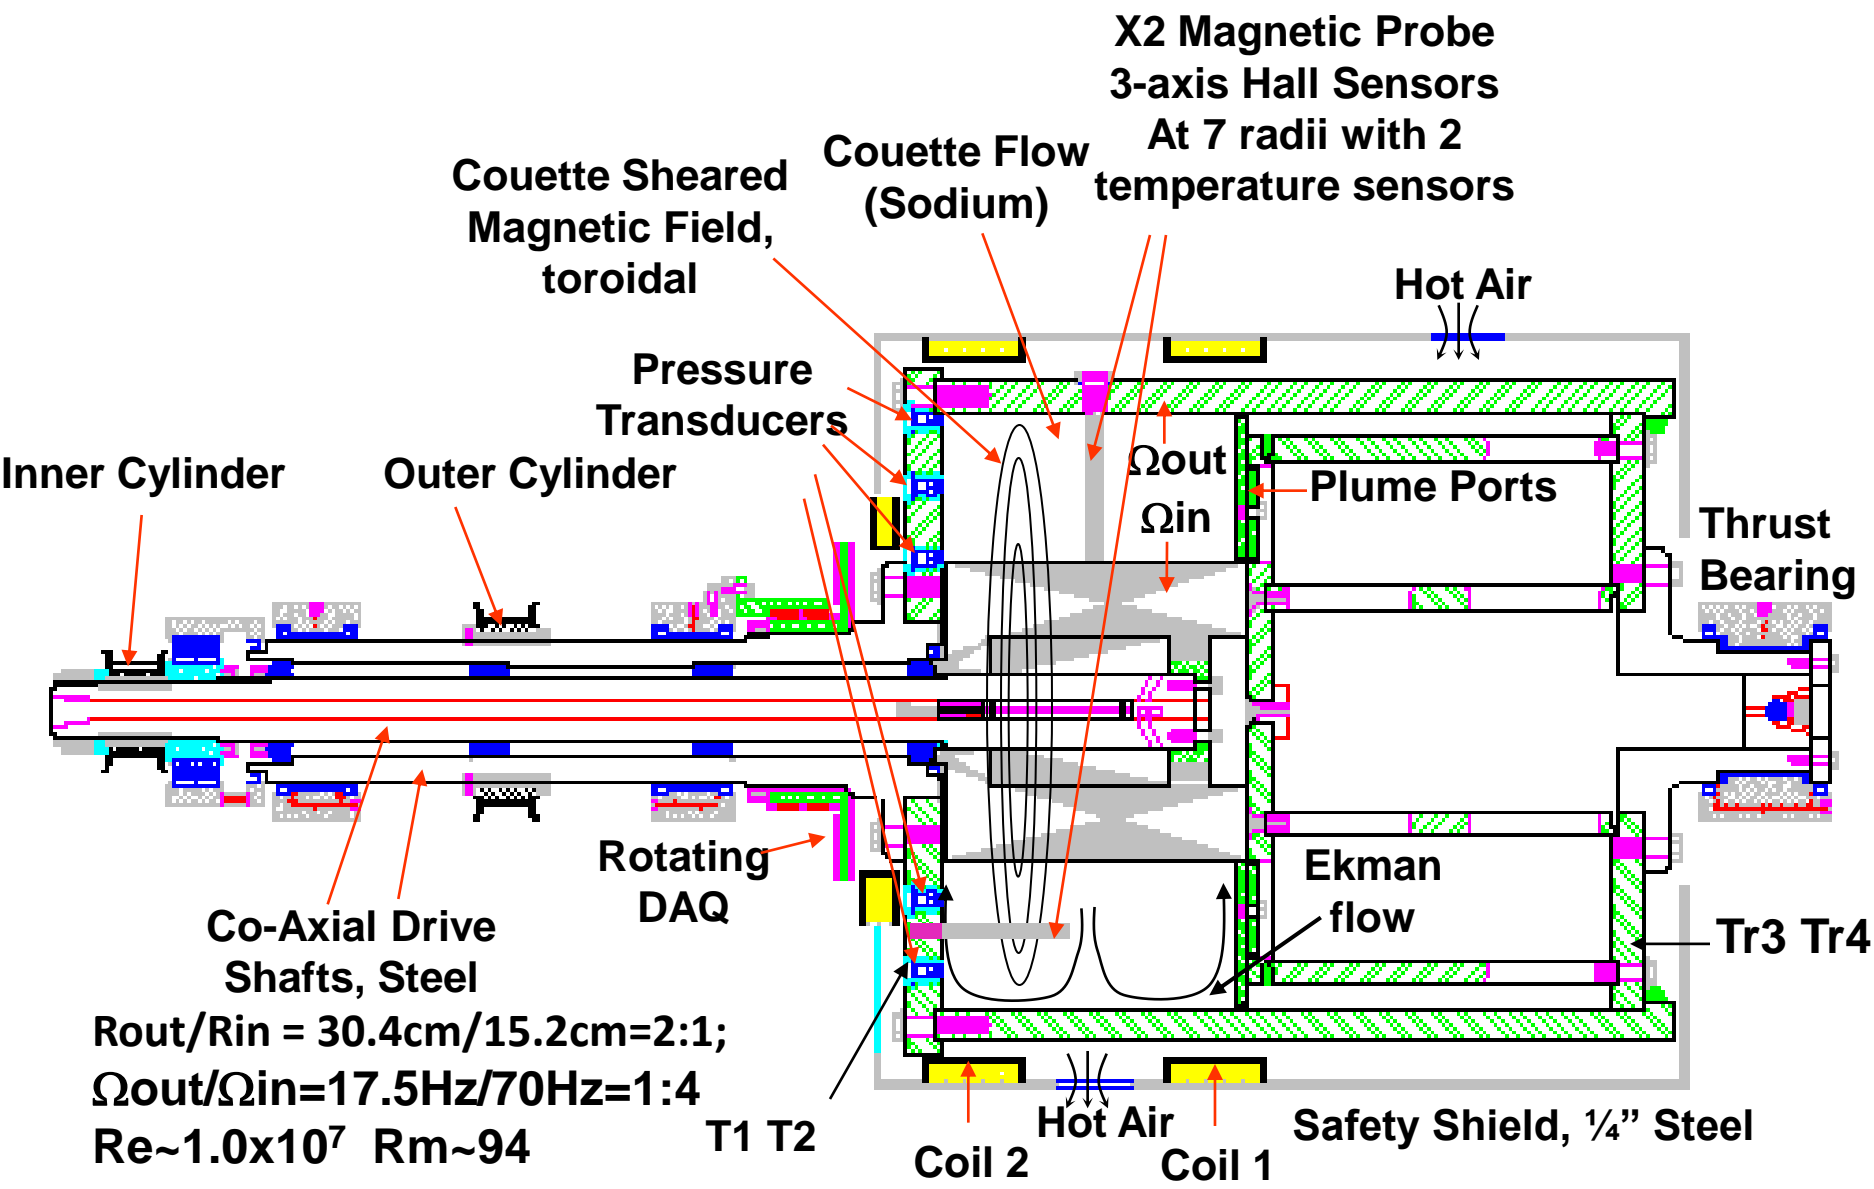 X2 Magnetic Probe
3-axis Hall Sensors
At 7 radii with 2
temperature sensors
Couette Flow
(Sodium)
Couette Sheared
Magnetic Field,
toroidal
Hot Air
Pressure
Transducers
Inner Cylinder
Outer Cylinder
Ωout
Ωin
Plume Ports
Thrust
Bearing
Rotating
DAQ
Ekman
flow
Co-Axial Drive
Shafts, Steel
Tr3 Tr4
Rout/Rin = 30.4cm/15.2cm=2:1;
Ωout/Ωin=17.5Hz/70Hz=1:4
Re~1.0x10⁷ Rm~94
T1 T2
Coil 2
Hot Air
Coil 1
Safety Shield, ¼” Steel